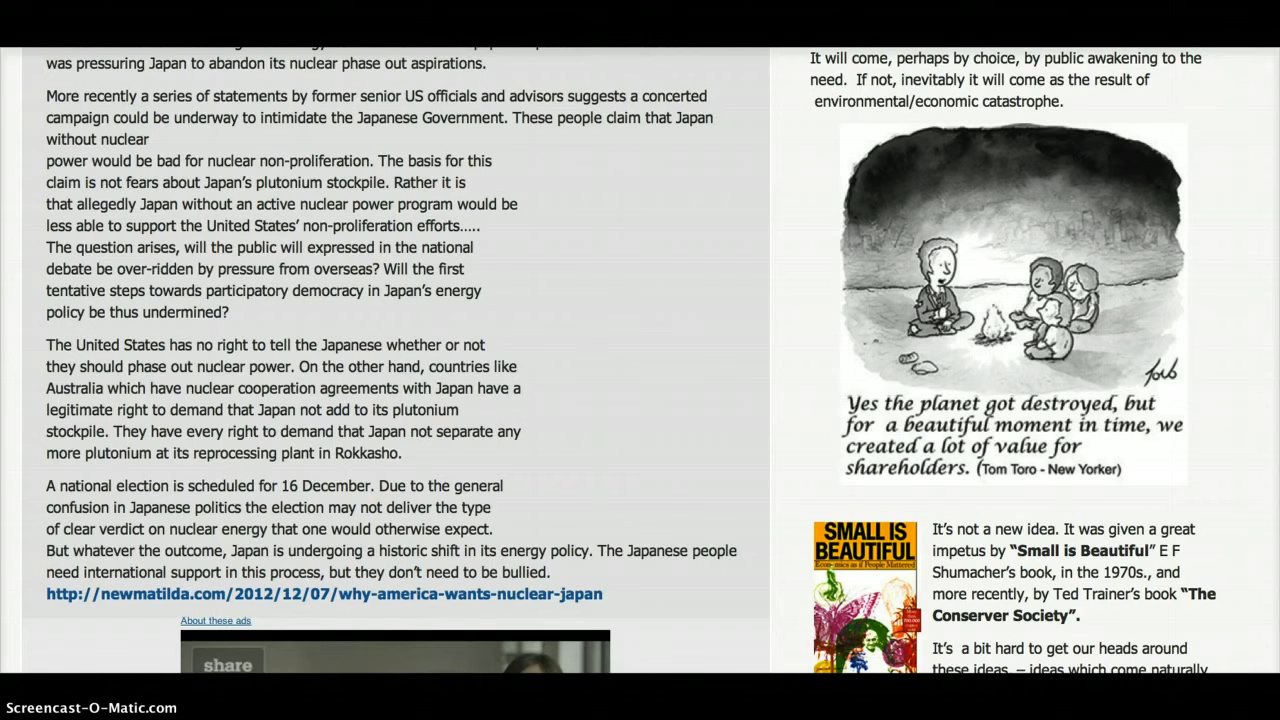 was pressuring Japan to abandon its nuclear phase out aspirations.
More recently a series of statements by former senior US officials and advisors suggests a concerted
campaign could be underway to intimidate the Japanese Government. These people claim that Japan
without nuclear
power would be bad for nuclear non-proliferation. The basis for this
claim is not fears about Japan's plutonium stockpile. Rather it is
that allegedly Japan without an active nuclear power program would be
less able to support the United States' non-proliferation efforts.....
The question arises, will the public will expressed in the national
debate be over-ridden by pressure from overseas? Will the first
tentative steps towards participatory democracy in Japan's energy
policy be thus undermined?
The United States has no right to tell the Japanese whether or not
they should phase out nuclear power. On the other hand, countries like
Australia which have nuclear cooperation agreements with Japan have a
legitimate right to demand that Japan not add to its plutonium
stockpile. They have every right to demand that Japan not separate any
more plutonium at its reprocessing plant in Rokkasho.
A national election is scheduled for 16 December. Due to the general
confusion in Japanese politics the election may not deliver the type
of clear verdict on nuclear energy that one would otherwise expect.
But whatever the outcome, Japan is undergoing a historic shift in its energy policy. The Japanese people
need international support in this process, but they don't need to be bullied.
http://newmatilda.com/2012/12/07/why-america-wants-nuclear-japan
About these ads
share
It will come, perhaps by choice, by public awakening to the
need. If not, inevitably it will come as the result of
environmental/economic catastrophe.
Toro
Yes the planet got destroyed, but
for a beautiful moment in time, we
created a lot of value for
shareholders. (Tom Toro - New Yorker)
SMALL IS
BEAUTIFUL
Economics as if People Mattered
It's not a new idea. It was given a great
impetus by "Small is Beautiful" E F
Shumacher's book, in the 1970s., and
more recently, by Ted Trainer's book "The
Conserver Society".
It's a bit hard to get our heads around
these ideas, – ideas which come naturally
Screencast-O-Matic.com